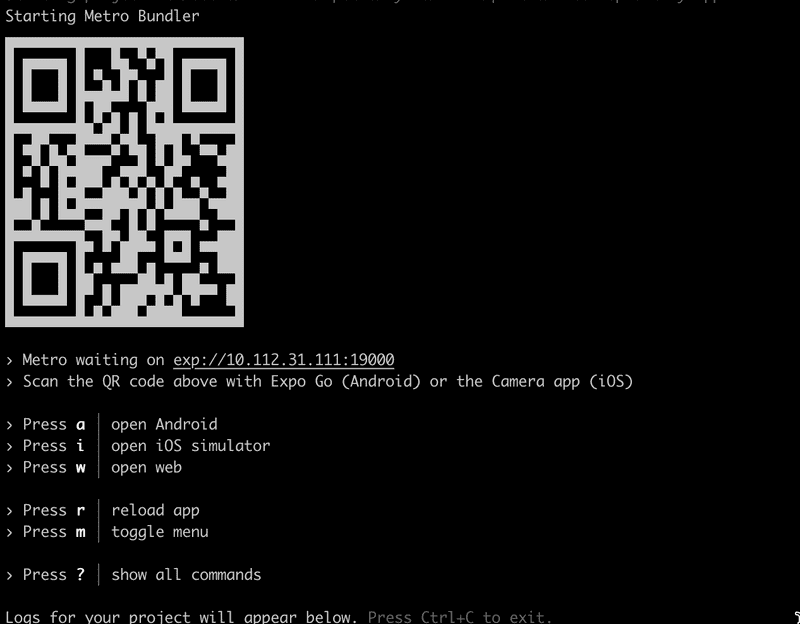 Starting Metro Bundler
› Metro waiting on exp://10.112.31.111:19000
› Scan the QR code above with Expo Go (Android) or the Camera app (iOS)
› Press a │ open Android
› Press i │ open iOS simulator
› Press w │ open web
› Press r │ reload app
› Press m │ toggle menu
› Press ? │ show all commands
Logs for your project will appear below. Press Ctrl+C to exit.